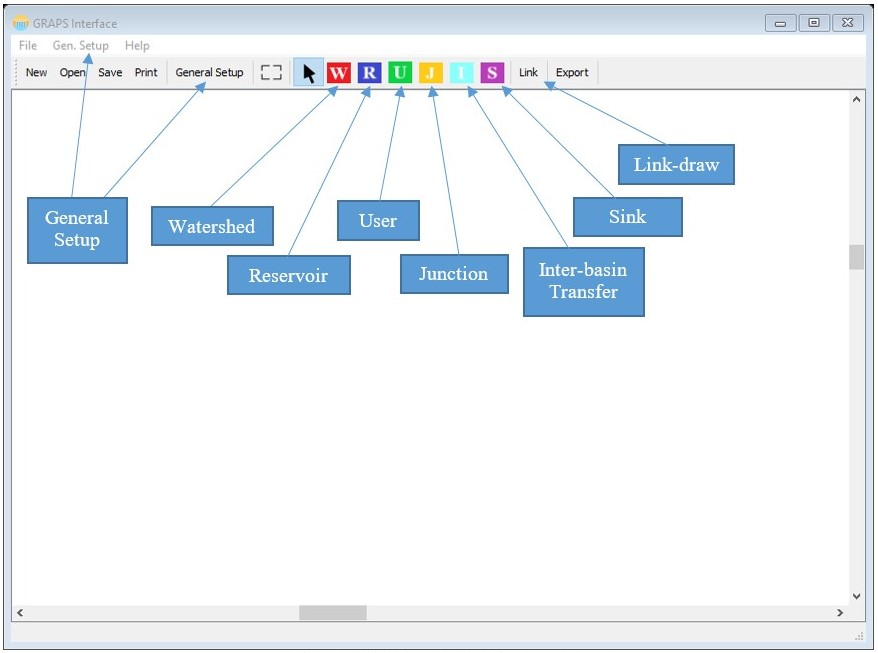 GRAPS Interface
File Gen. Setup Help
New Open Save Print General Setup W R U J I S Link Export
Link-draw
General
Setup
Watershed
User
Sink
Reservoir
Junction
Inter-basin
Transfer